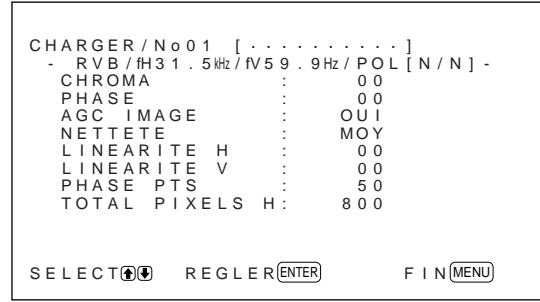 CHARGER/No01 [..........]
- RVB/fH31.5kHz/fV59.9Hz/POL[N/N]-
CHROMA : 00
PHASE : 00
AGC IMAGE : OUI
NETTETE : MOY
LINEARITE H : 00
LINEARITE V : 00
PHASE PTS : 50
TOTAL PIXELS H: 800
SELECT⬆⬇ REGLER ENTER FIN MENU